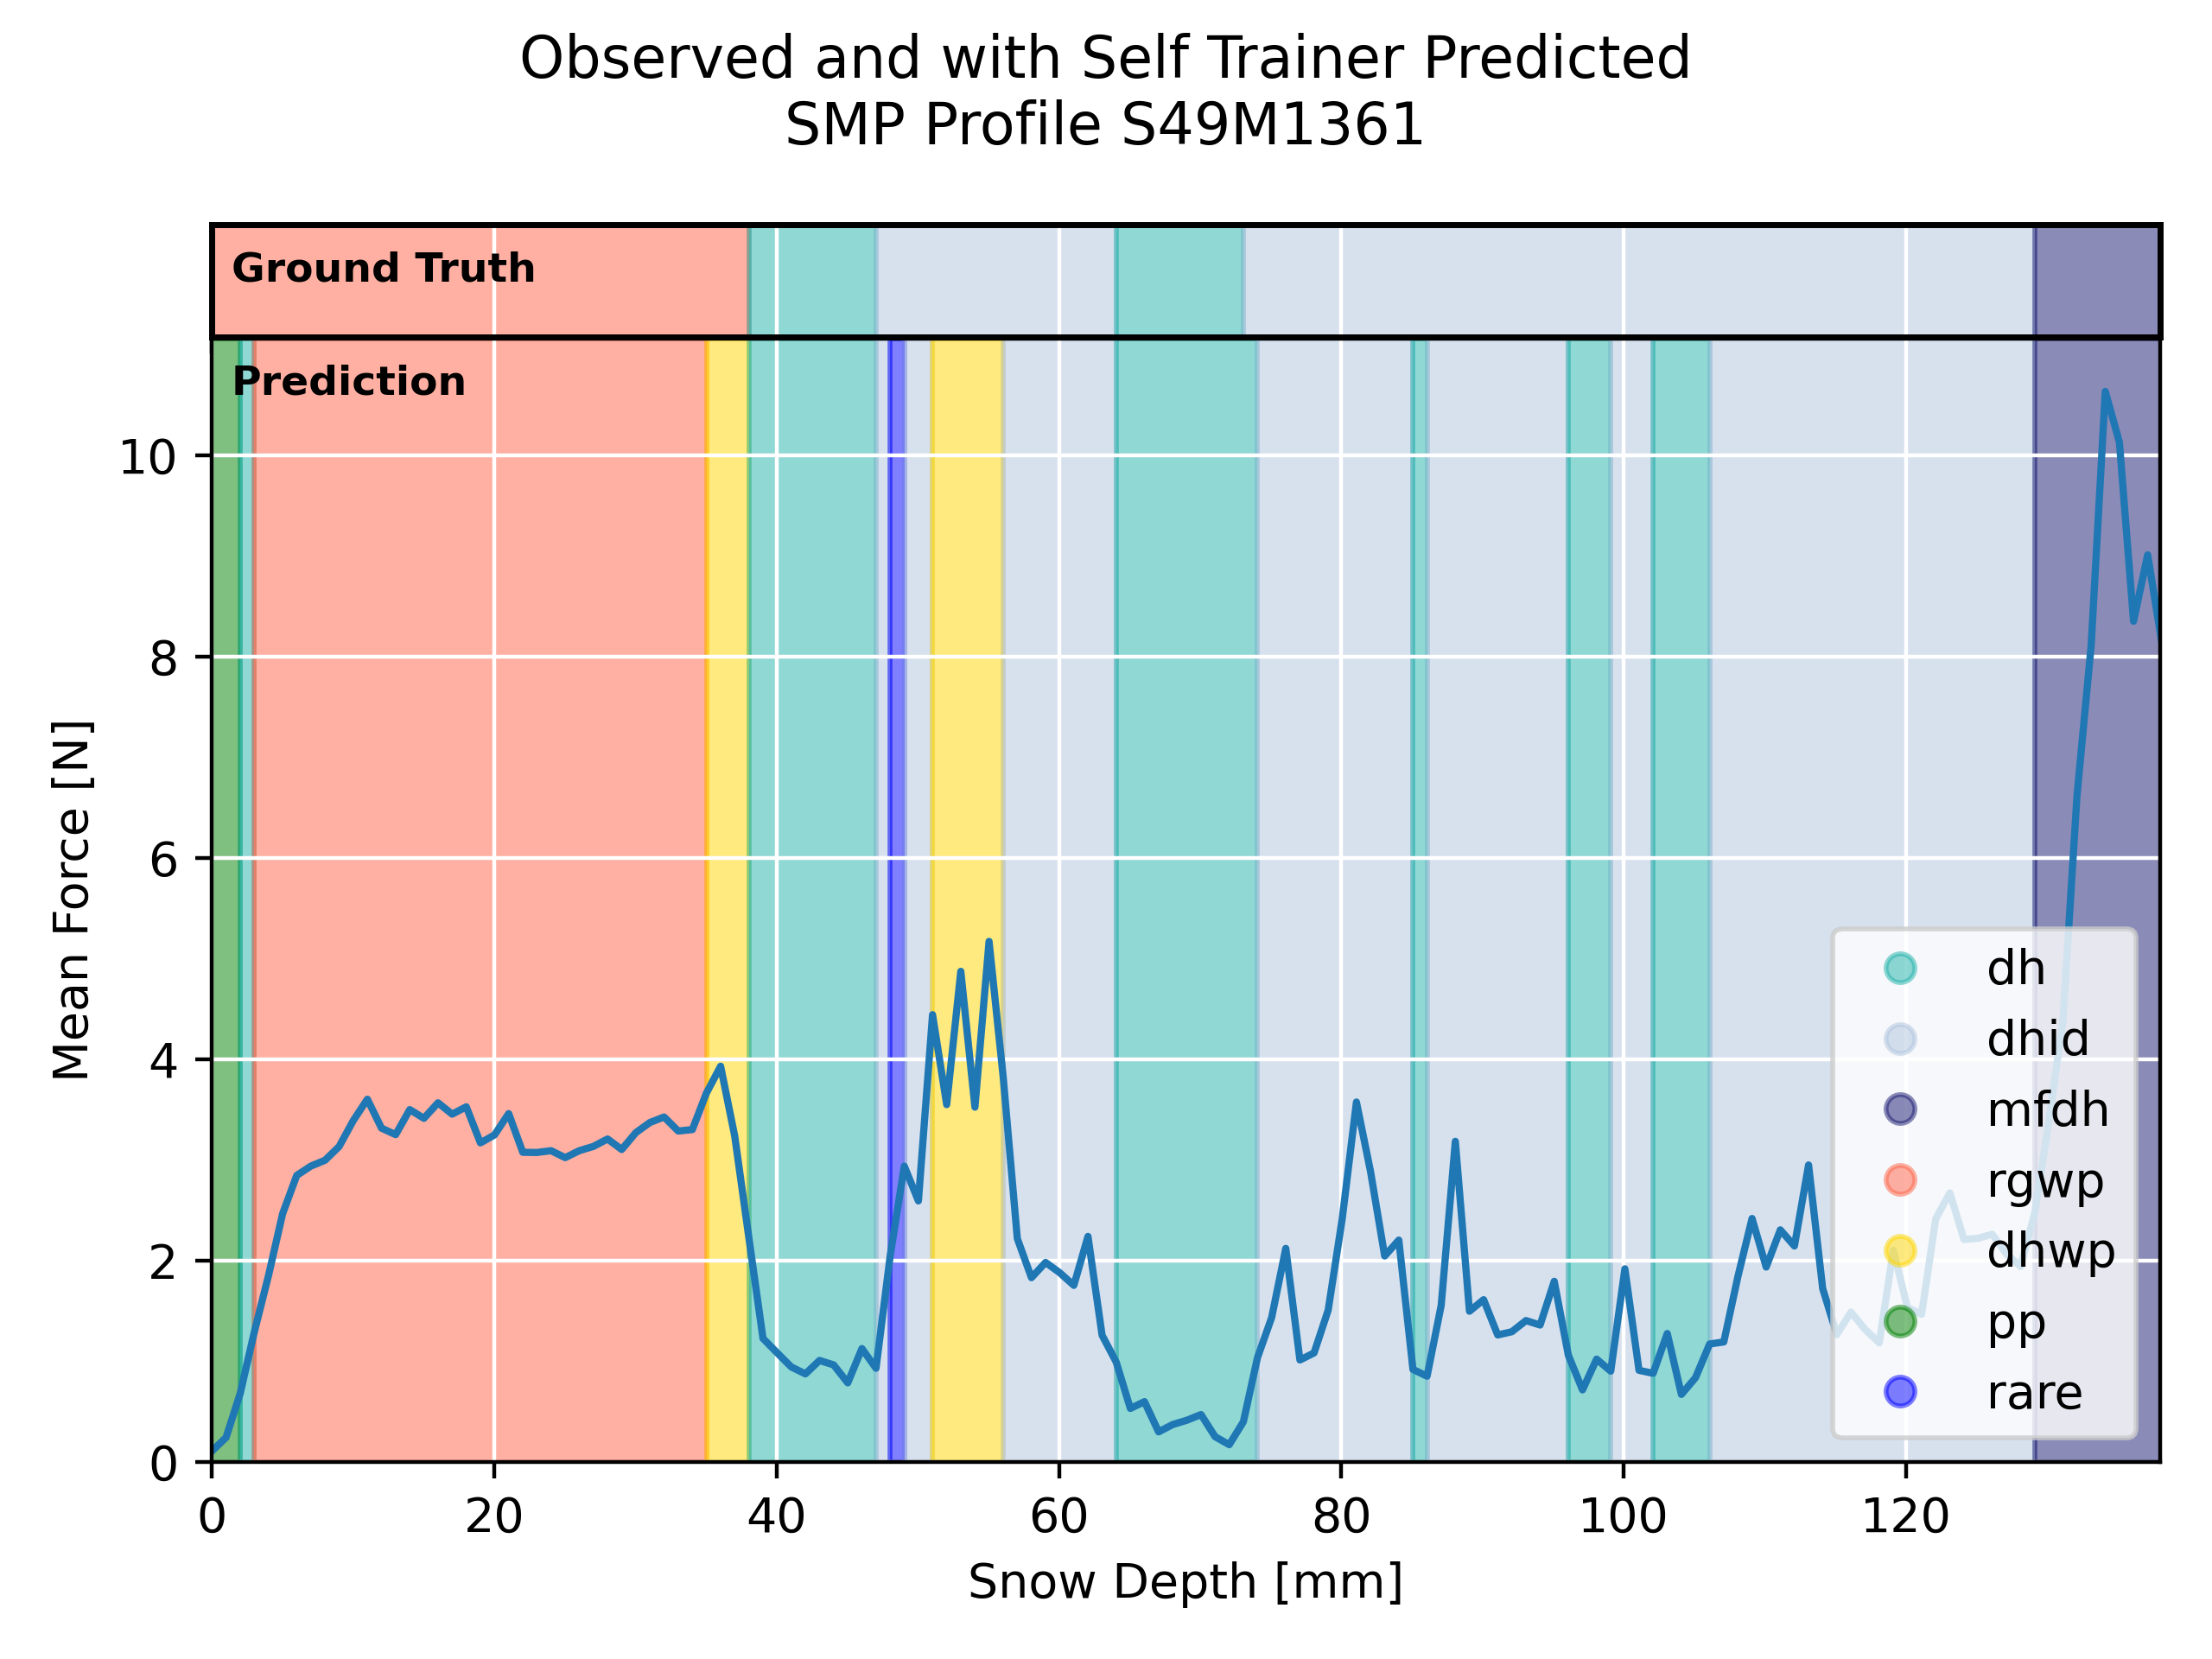 Observed and with Self Trainer Predicted
SMP Profile S49M1361
Ground Truth
Prediction
Mean Force [N]
10
8
6
4
2
0
0 20 40 60 80 100 120
Snow Depth [mm]
dh
dhid
mfdh
rgwp
dhwp
pp
rare